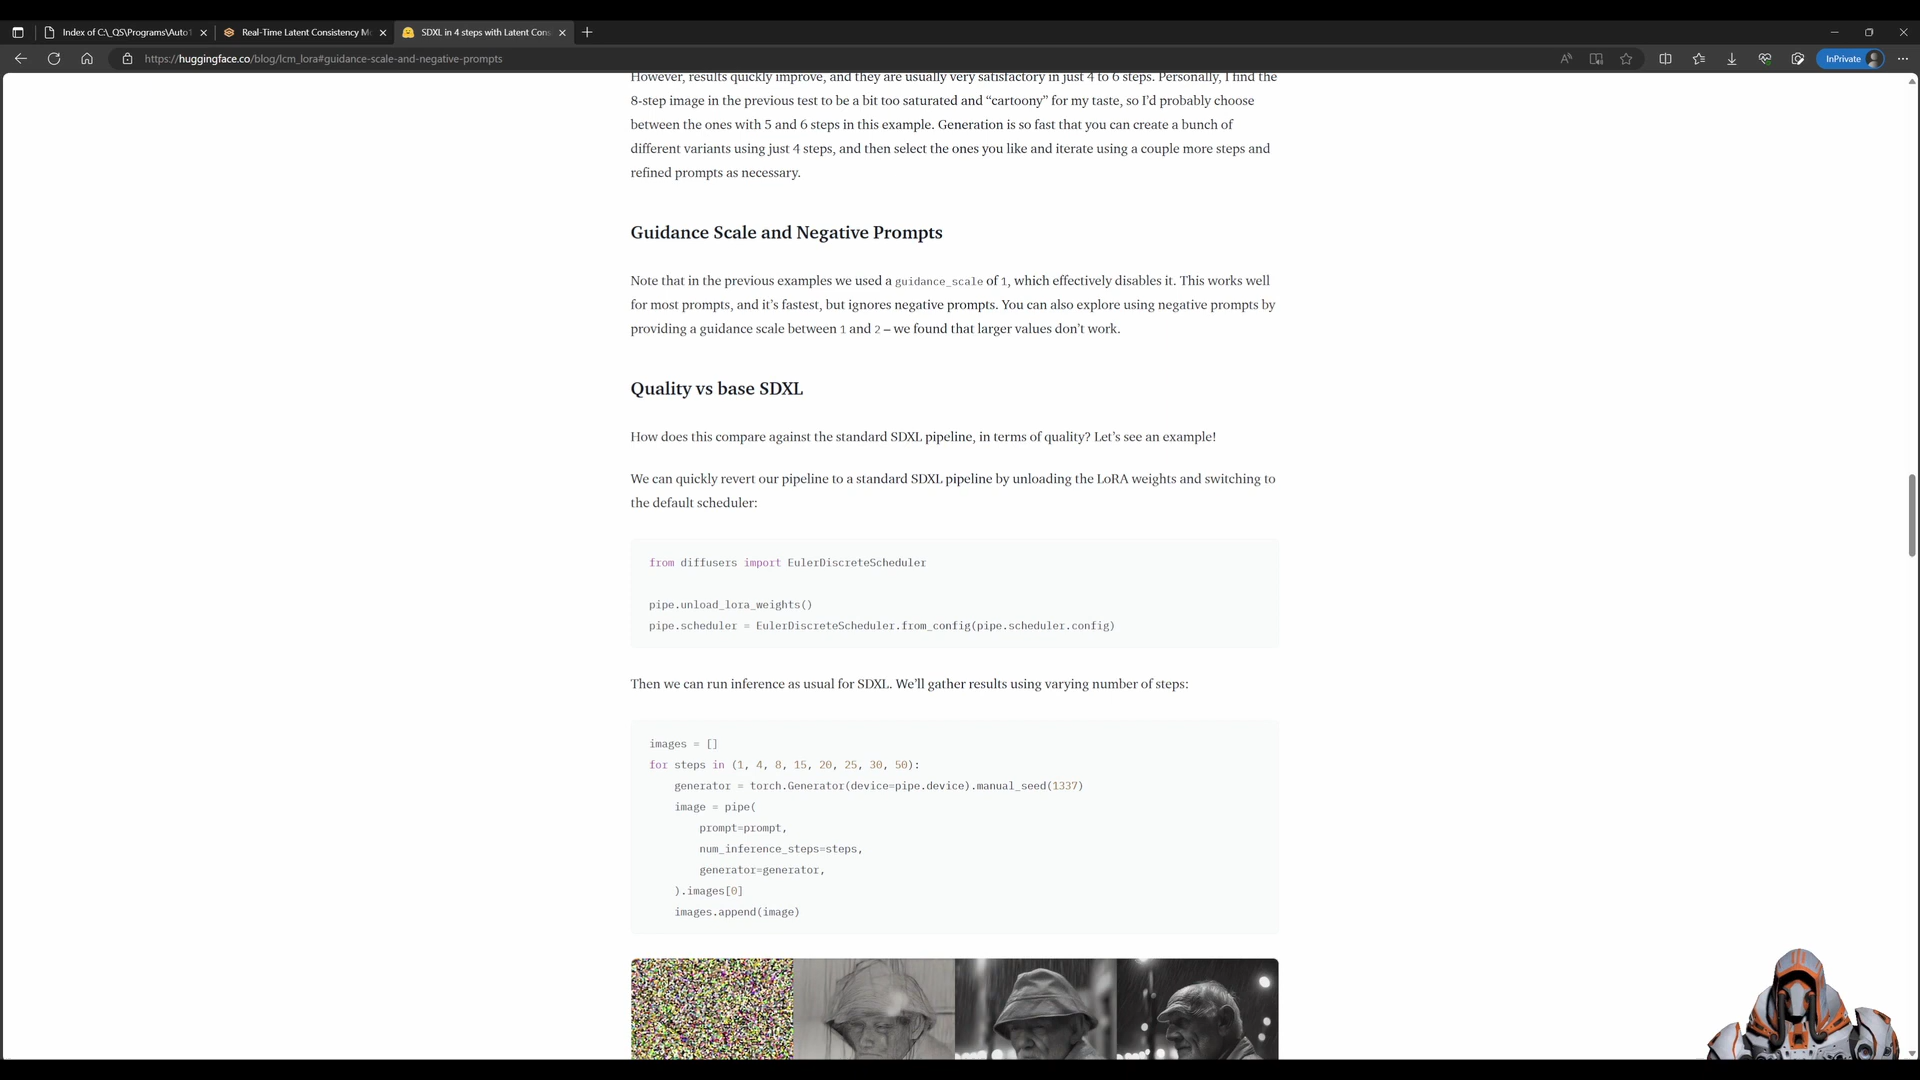 Index of C:\_QS\Programs\Auto1
Real-Time Latent Consistency Mo
SDXL in 4 steps with Latent Cons
https://huggingface.co/blog/lcm_lora#guidance-scale-and-negative-prompts
InPrivate
However, results quickly improve, and they are usually very satisfactory in just 4 to 6 steps. Personally, I find the
8-step image in the previous test to be a bit too saturated and “cartoony” for my taste, so I’d probably choose
between the ones with 5 and 6 steps in this example. Generation is so fast that you can create a bunch of
different variants using just 4 steps, and then select the ones you like and iterate using a couple more steps and
refined prompts as necessary.
Guidance Scale and Negative Prompts
Note that in the previous examples we used a guidance_scale of 1, which effectively disables it. This works well
for most prompts, and it’s fastest, but ignores negative prompts. You can also explore using negative prompts by
providing a guidance scale between 1 and 2 – we found that larger values don’t work.
Quality vs base SDXL
How does this compare against the standard SDXL pipeline, in terms of quality? Let’s see an example!
We can quickly revert our pipeline to a standard SDXL pipeline by unloading the LoRA weights and switching to
the default scheduler:
from diffusers import EulerDiscreteScheduler
pipe.unload_lora_weights()
pipe.scheduler = EulerDiscreteScheduler.from_config(pipe.scheduler.config)
Then we can run inference as usual for SDXL. We’ll gather results using varying number of steps:
images = []
for steps in (1, 4, 8, 15, 20, 25, 30, 50):
generator = torch.Generator(device=pipe.device).manual_seed(1337)
image = pipe(
prompt=prompt,
num_inference_steps=steps,
generator=generator,
).images[0]
images.append(image)